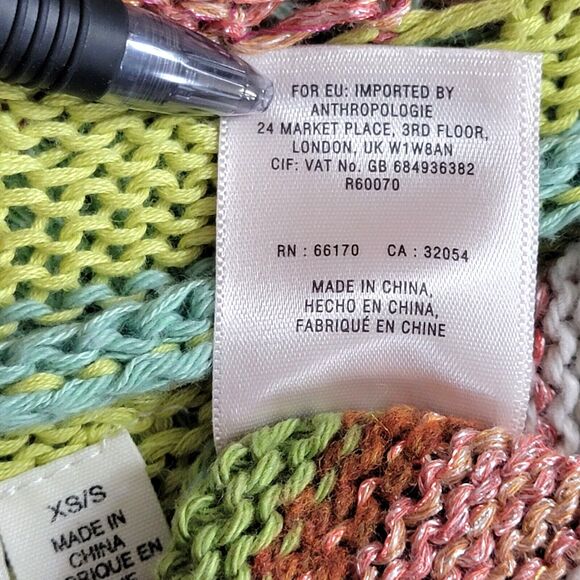 FOR EU: IMPORTED BY
ANTHROPOLOGIE
24 MARKET PLACE, 3RD FLOOR,
LONDON, UK W1W8AN
CIF: VAT No. GB 684936382
R60070
RN : 66170 CA : 32054
MADE IN CHINA,
HECHO EN CHINA,
FABRIQUÉ EN CHINE
XS/S
MADE IN
CHINA
EN